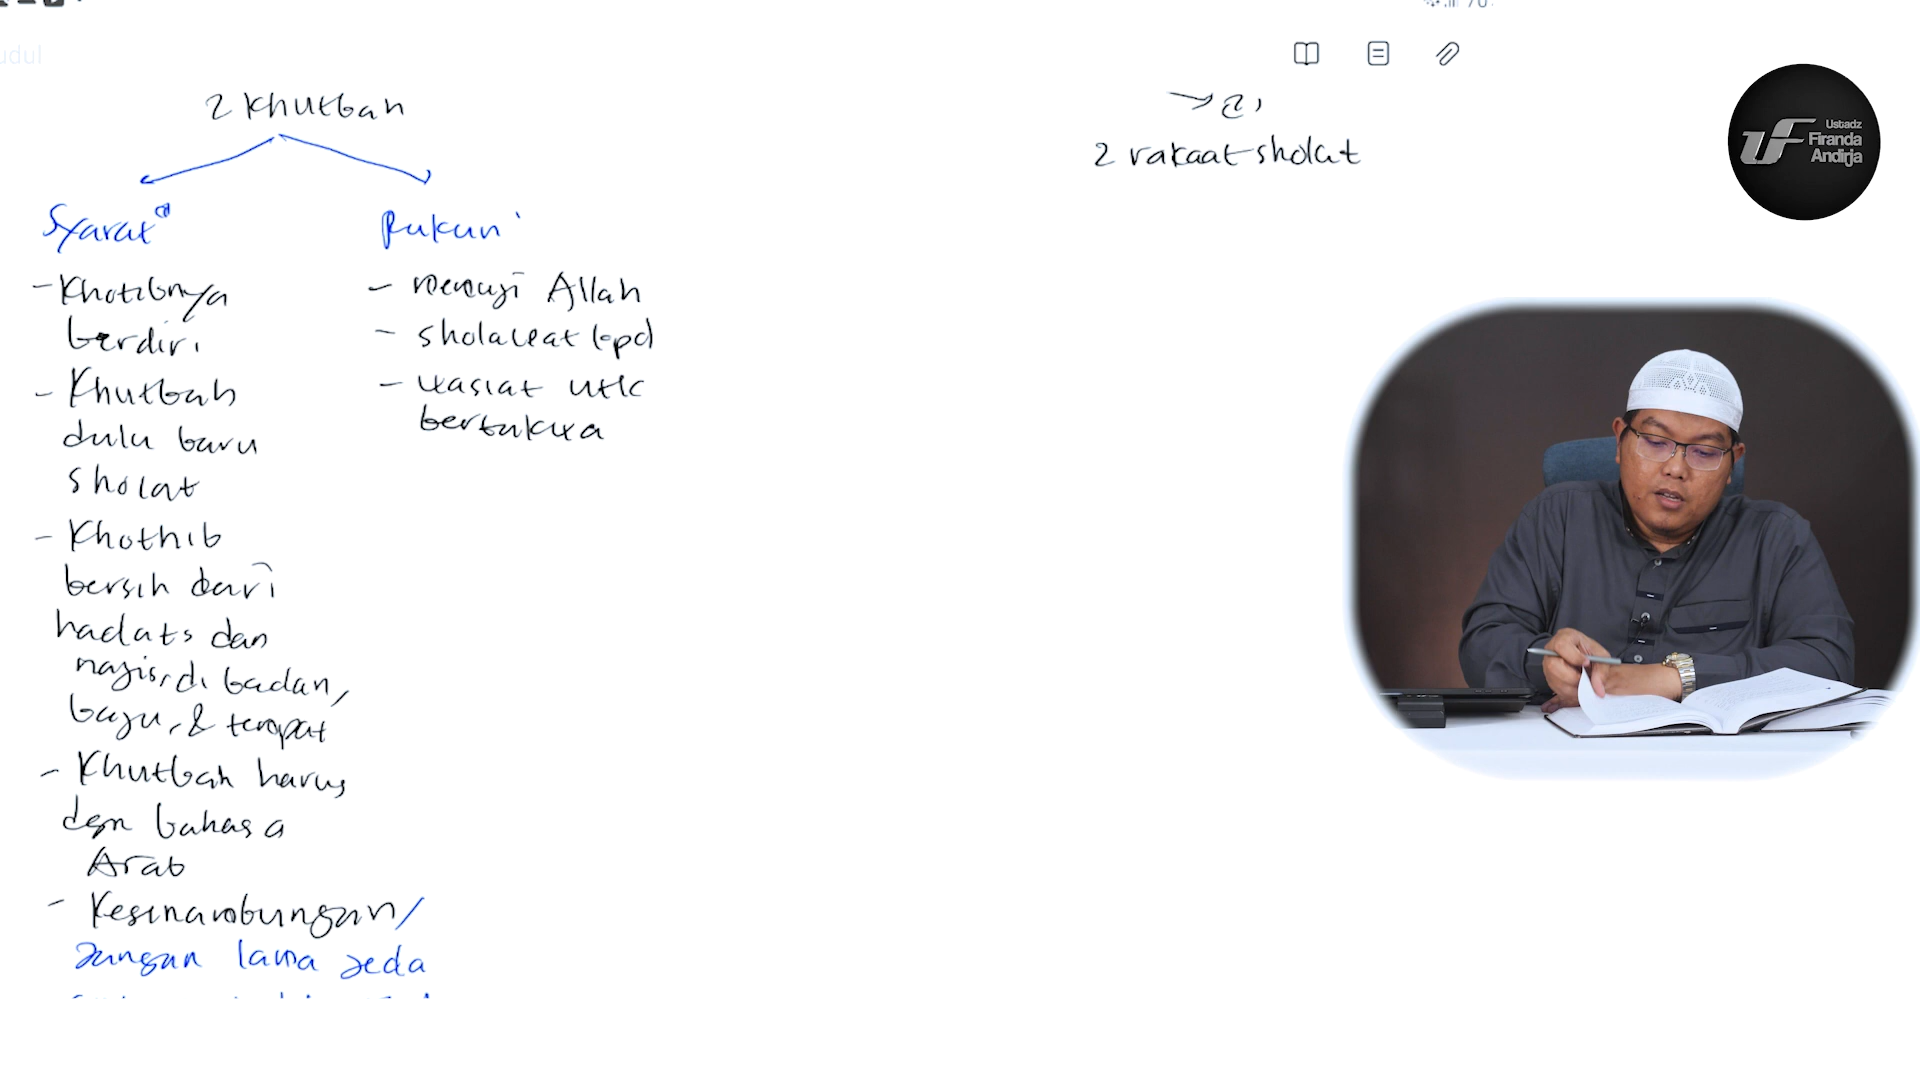 2 Khutbah
Syarat
- Khotibnya
berdiri
- Khutbah
dulu baru
sholat
- Khothib
bersih dari
hadats dan
najis, di badan,
baju, & tempat
- Khutbah harus
dgn bahasa
Arab
- Kesinambungan/
Jangan lama jeda
Rukun
- memuji Allah
- sholawat kpd
- wasiat utk
bertakwa
2 rakaat sholat
Ustadz
Firanda
Andirja